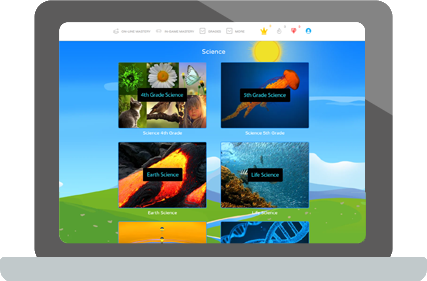 Science
4th Grade Science
5th Grade Science
Science 4th Grade
Science 5th Grade
Earth Science
Life Science
Earth Science
Life Science